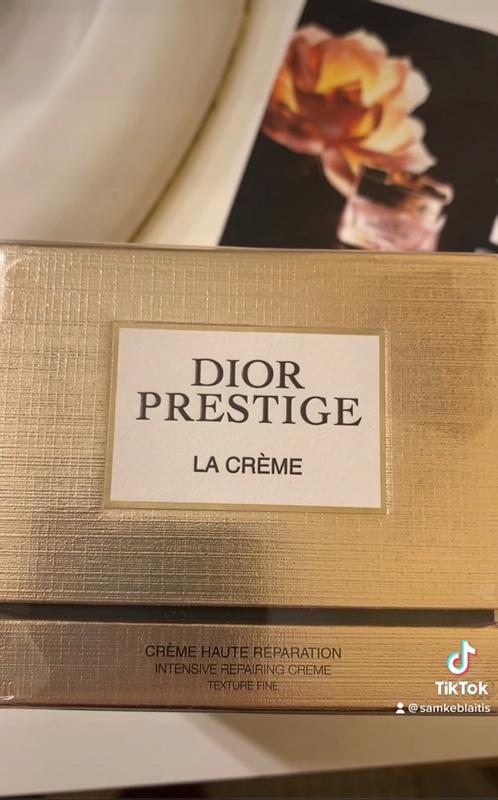 DIOR
PRESTIGE
LA CRÈME
CRÈME HAUTE RÉPARATION
INTENSIVE REPAIRING CREME
TEXTURE FINE
TikTok
@samkeblaitis